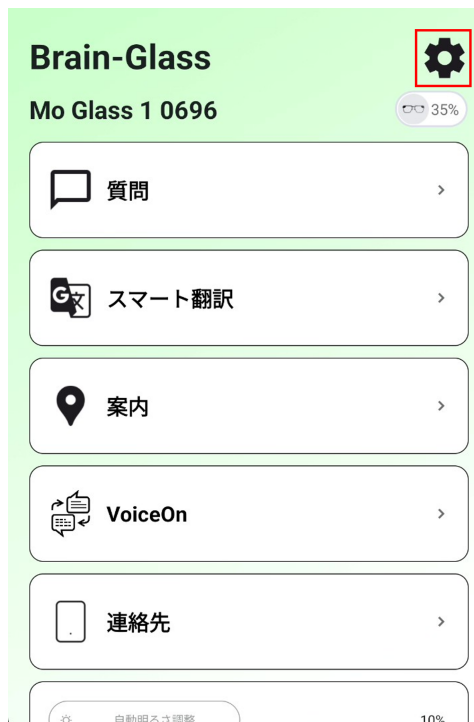 Brain-Glass
Mo Glass 1 0696
35%
質問
スマート翻訳
案内
VoiceOn
連絡先
自動明るさ調整
10%